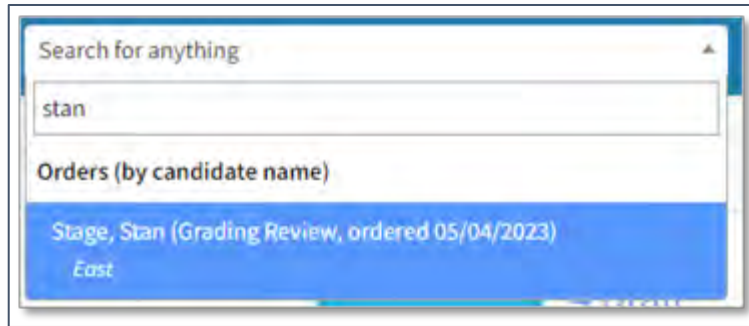 Search for anything
stan
Orders (by candidate name)
Stage, Stan (Grading Review, ordered 05/04/2023)
East